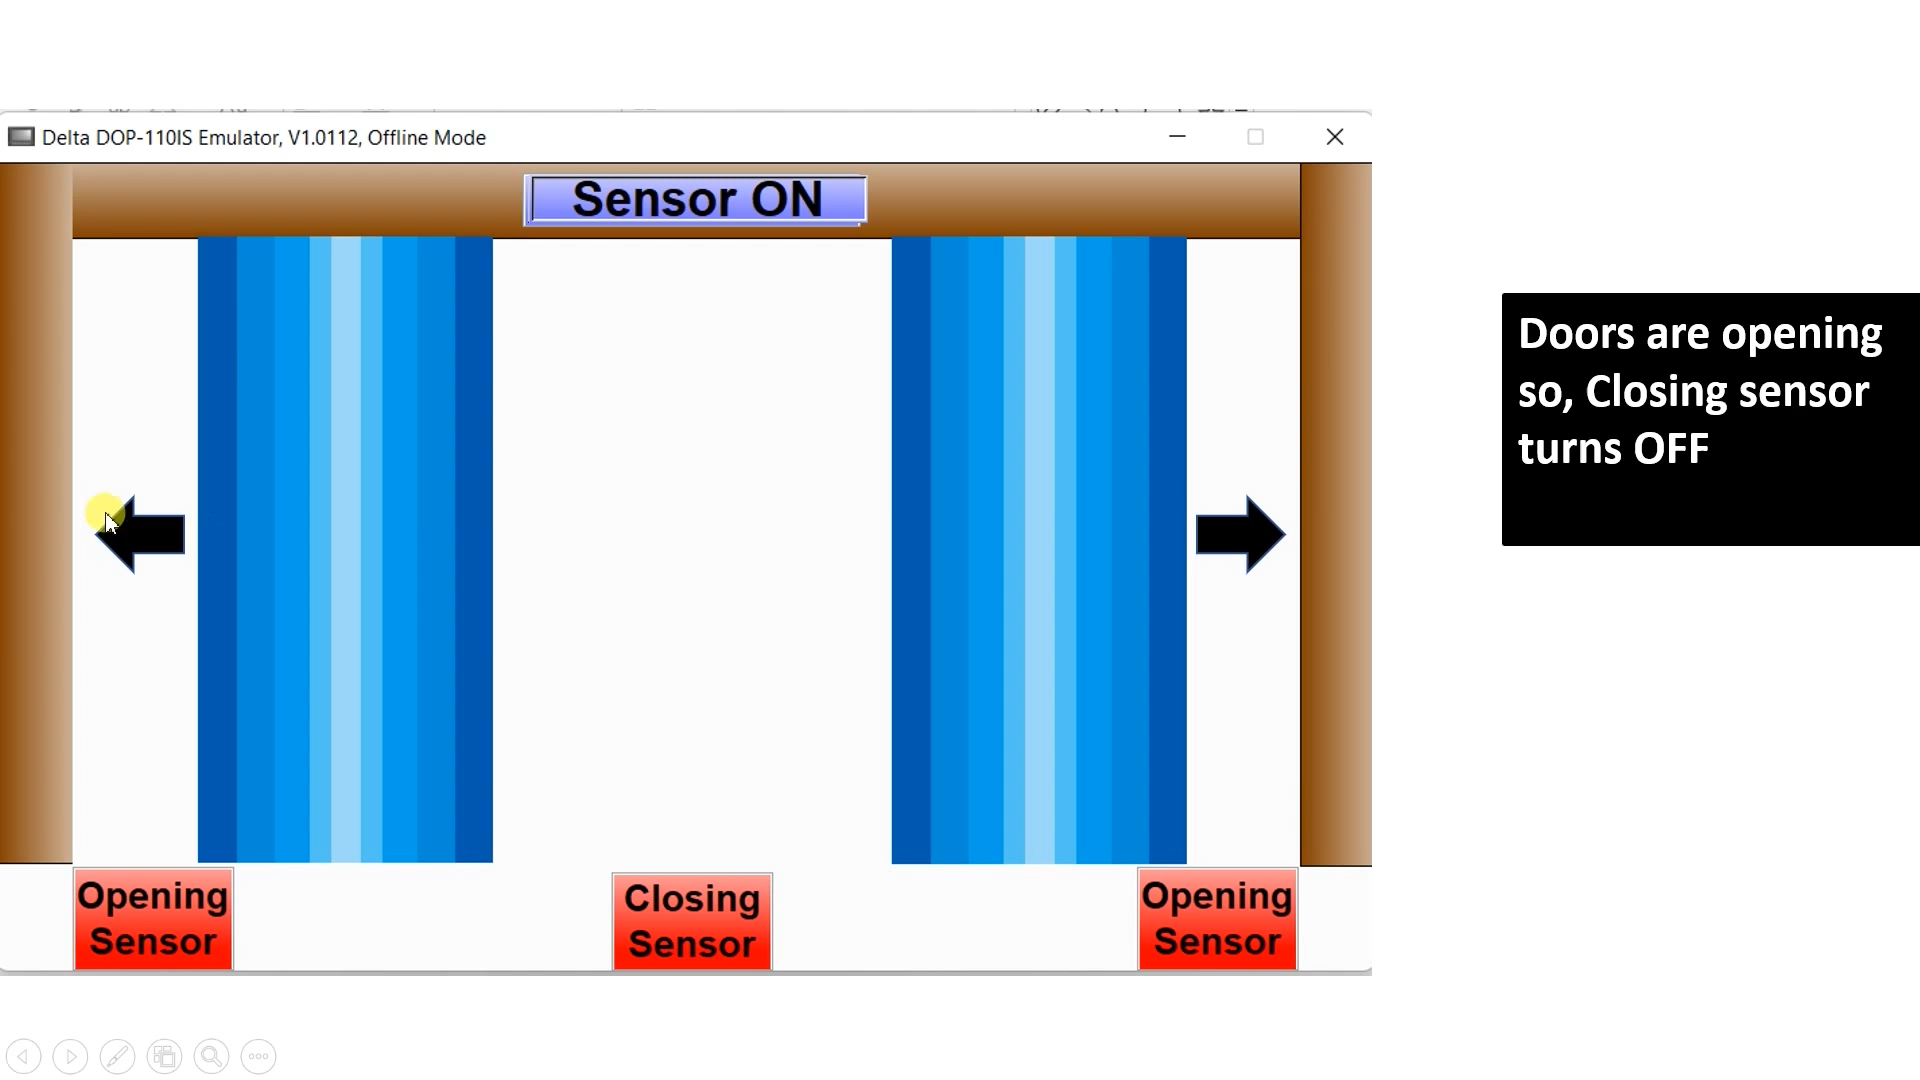 Delta DOP-110IS Emulator, V1.0112, Offline Mode
Sensor ON
Doors are opening
so, Closing sensor
turns OFF
Opening
Sensor
Closing
Sensor
Opening
Sensor